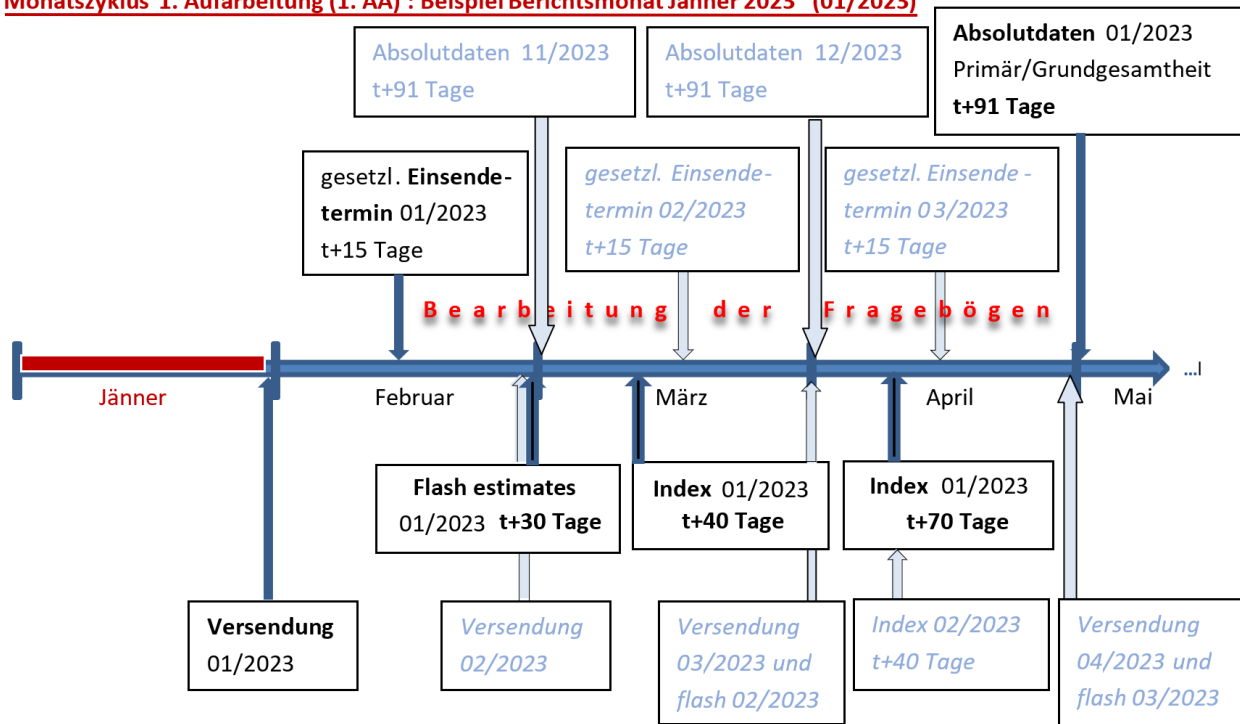 Monatszyklus 1. Aufarbeitung (1. AA) : Beispiel Berichtsmonat Jänner 2023 (01/2023)
Absolutdaten 11/2023
t+91 Tage
Absolutdaten 12/2023
t+91 Tage
Absolutdaten 01/2023
Primär/Grundgesamtheit
t+91 Tage
gesetzl. Einsende-
termin 01/2023
t+15 Tage
gesetzl. Einsende-
termin 02/2023
t+15 Tage
gesetzl. Einsende -
termin 03/2023
t+15 Tage
Bearbeitung der Fragebögen
...l
Jänner
Februar
März
April
Mai
Flash estimates
01/2023 t+30 Tage
Index 01/2023
t+40 Tage
Index 01/2023
t+70 Tage
Versendung
01/2023
Versendung
02/2023
Versendung
03/2023 und
flash 02/2023
Index 02/2023
t+40 Tage
Versendung
04/2023 und
flash 03/2023